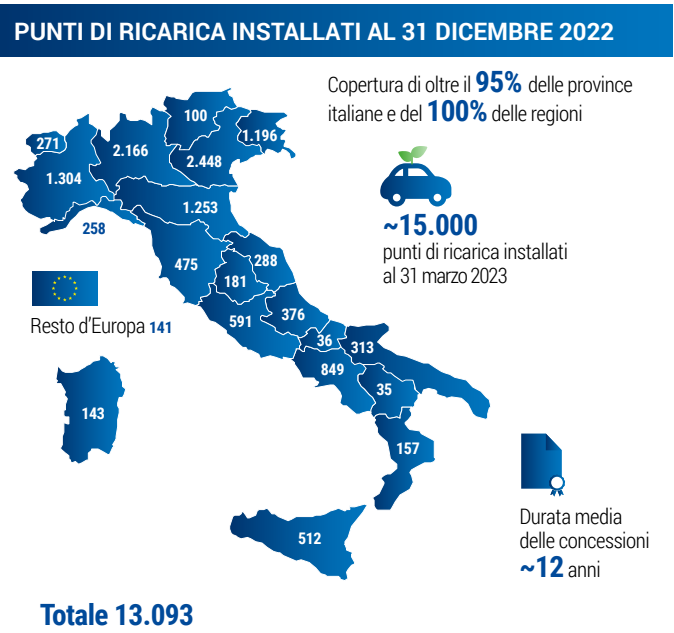 PUNTI DI RICARICA INSTALLATI AL 31 DICEMBRE 2022
Copertura di oltre il 95% delle province
italiane e del 100% delle regioni
100
1.196
271
2.166
2.448
1.304
1.253
258
~15.000
punti di ricarica installati
al 31 marzo 2023
475
288
181
Resto d'Europa 141
591
376
36
313
849
35
143
157
512
Durata media
delle concessioni
~12 anni
Totale 13.093